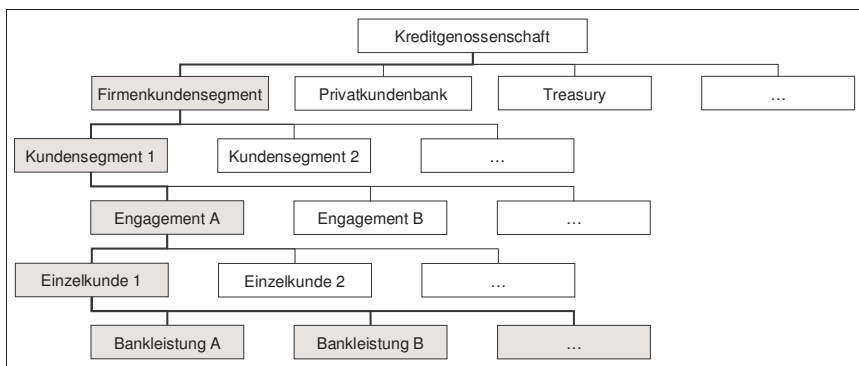 Kreditgenossenschaft
Firmenkundensegment Privatkundenbank Treasury …
Kundensegment 1 Kundensegment 2 …
Engagement A Engagement B …
Einzelkunde 1 Einzelkunde 2 …
Bankleistung A Bankleistung B …